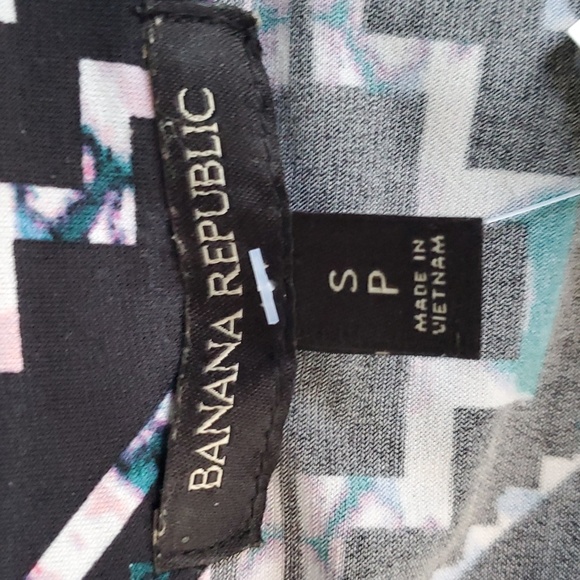 BANANA REPUBLIC
S
P
MADE IN
VIETNAM